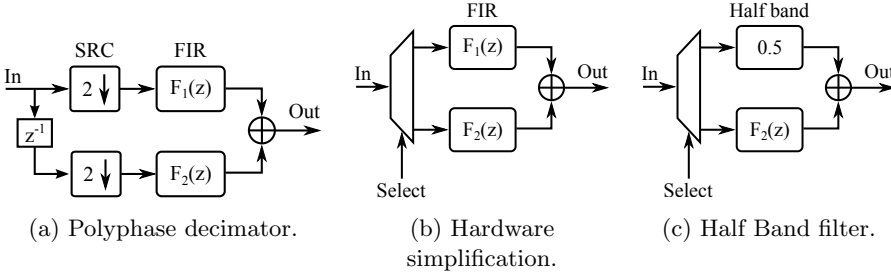 SRC FIR
In
2 F₁(z)
Out
z⁻¹
2 F₂(z)
(a) Polyphase decimator.
FIR
F₁(z)
In
Out
F₂(z)
Select
(b) Hardware
simplification.
Half band
0.5
In
Out
F₂(z)
Select
(c) Half Band filter.